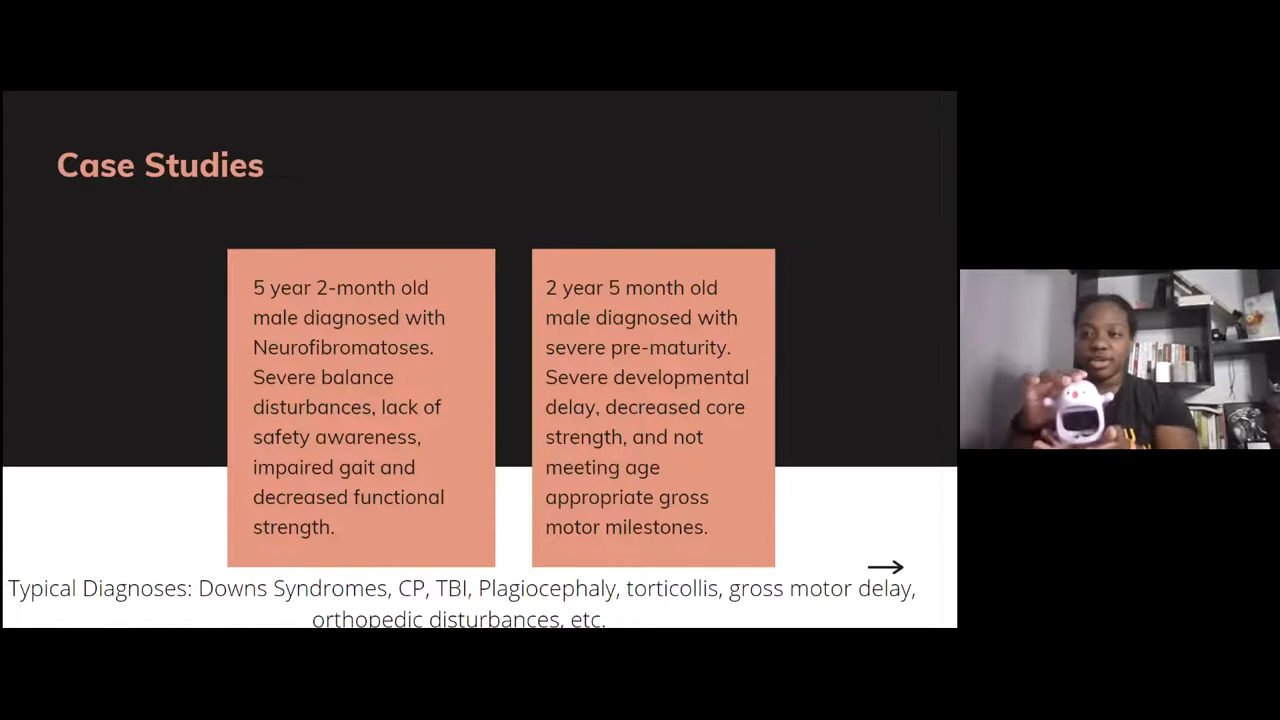 Case Studies
5 year 2-month old
male diagnosed with
Neurofibromatoses.
Severe balance
disturbances, lack of
safety awareness,
impaired gait and
decreased functional
strength.
2 year 5 month old
male diagnosed with
severe pre-maturity.
Severe developmental
delay, decreased core
strength, and not
meeting age
appropriate gross
motor milestones.
Typical Diagnoses: Downs Syndromes, CP, TBI, Plagiocephaly, torticollis, gross motor delay,
orthopedic disturbances, etc.